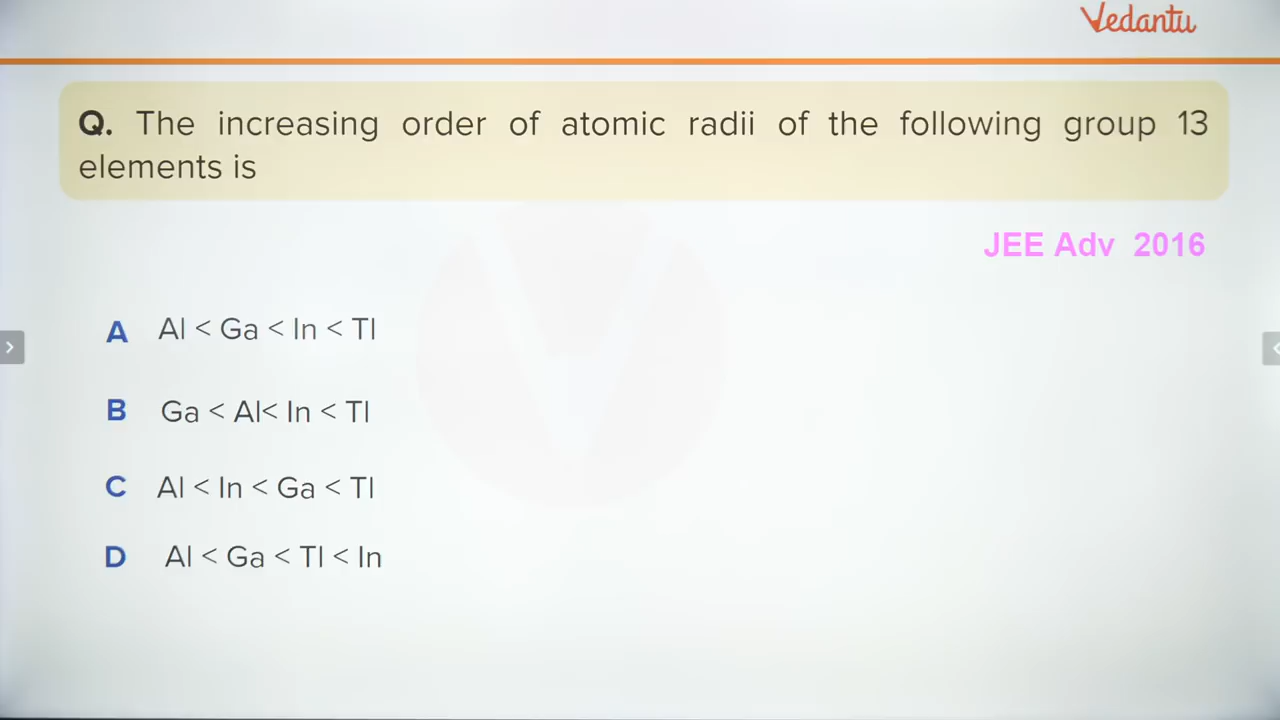 Vedantu
Q. The increasing order of atomic radii of the following group 13
elements is
JEE Adv 2016
A Al < Ga < In < Tl
B Ga < Al< In < Tl
C Al < In < Ga < Tl
D Al < Ga < Tl < In